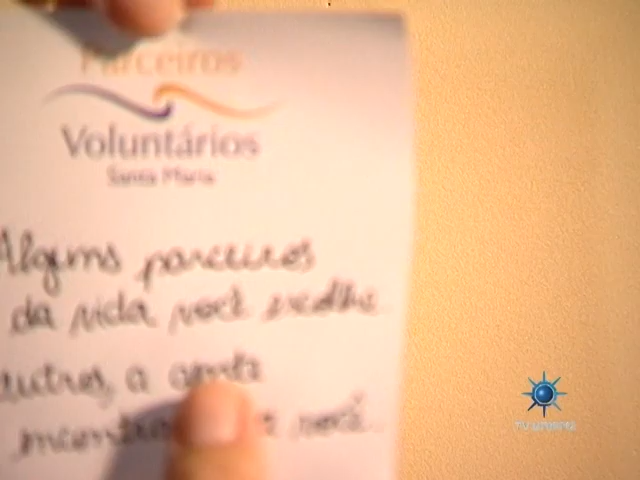 Parceiros
Voluntários
Santa Maria
Alguns parceiros
da vida você escolhe
outros, a gente
você